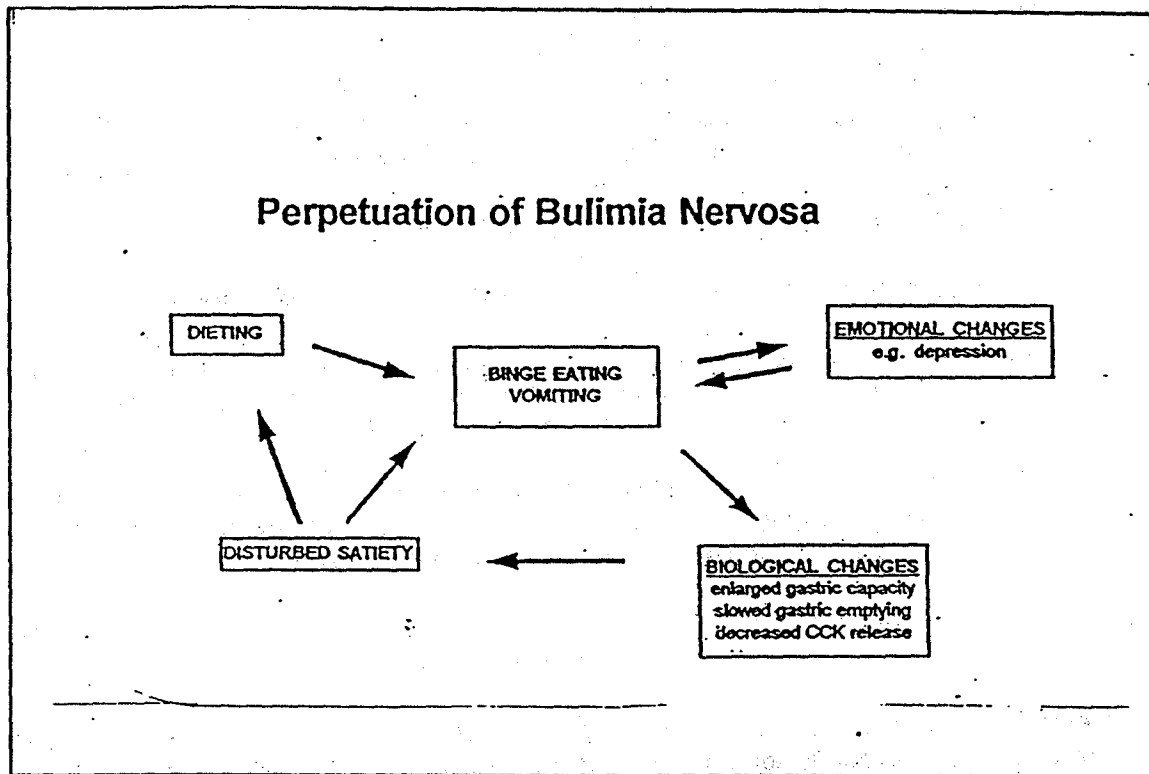 Perpetuation of Bulimia Nervosa
DIETING
BINGE EATING
VOMITING
EMOTIONAL CHANGES
e.g. depression
DISTURBED SATIETY
BIOLOGICAL CHANGES
enlarged gastric capacity
slowed gastric emptying
decreased CCK release